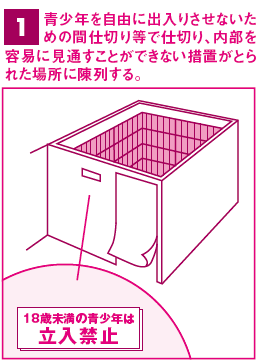 1 青少年を自由に出入りさせないた
めの間仕切り等で仕切り、内部を
容易に見通すことができない措置がとら
れた場所に陳列する。
18歳未満の青少年は
立入禁止